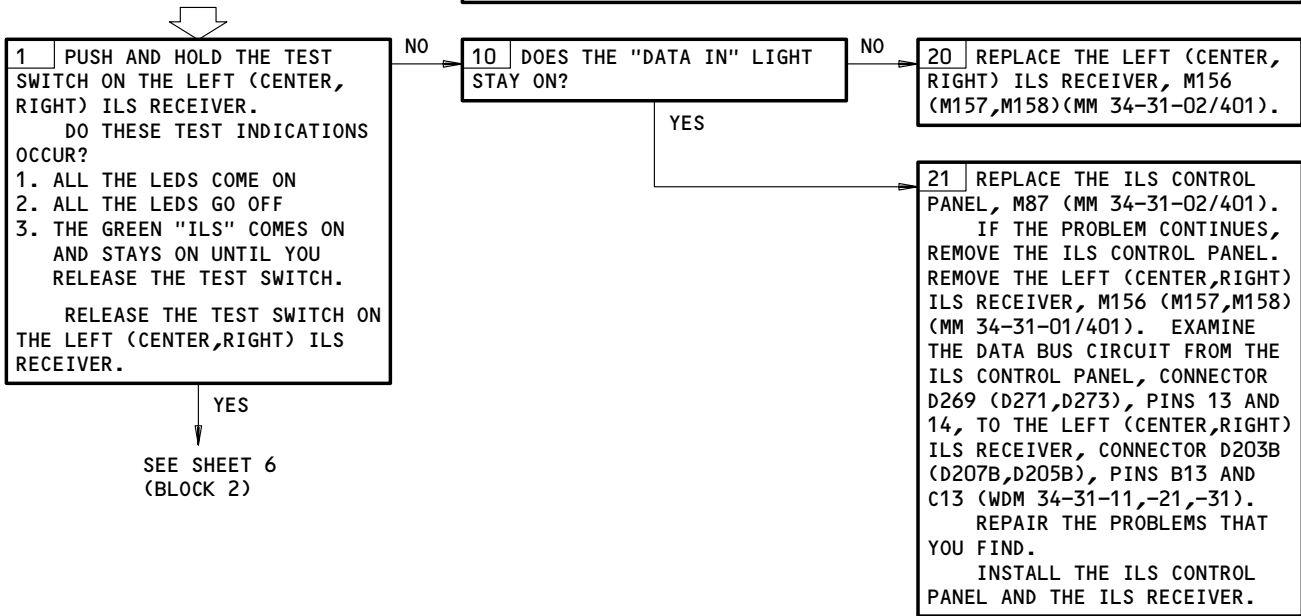 1 PUSH AND HOLD THE TEST
SWITCH ON THE LEFT (CENTER,
RIGHT) ILS RECEIVER.
DO THESE TEST INDICATIONS
OCCUR?
1. ALL THE LEDS COME ON
2. ALL THE LEDS GO OFF
3. THE GREEN "ILS" COMES ON
AND STAYS ON UNTIL YOU
RELEASE THE TEST SWITCH.
RELEASE THE TEST SWITCH ON
THE LEFT (CENTER,RIGHT) ILS
RECEIVER.
YES
SEE SHEET 6
(BLOCK 2)
NO
10 DOES THE "DATA IN" LIGHT
STAY ON?
YES
NO
20 REPLACE THE LEFT (CENTER,
RIGHT) ILS RECEIVER, M156
(M157,M158)(MM 34-31-02/401).
21 REPLACE THE ILS CONTROL
PANEL, M87 (MM 34-31-02/401).
IF THE PROBLEM CONTINUES,
REMOVE THE ILS CONTROL PANEL.
REMOVE THE LEFT (CENTER,RIGHT)
ILS RECEIVER, M156 (M157,M158)
(MM 34-31-01/401). EXAMINE
THE DATA BUS CIRCUIT FROM THE
ILS CONTROL PANEL, CONNECTOR
D269 (D271,D273), PINS 13 AND
14, TO THE LEFT (CENTER,RIGHT)
ILS RECEIVER, CONNECTOR D203B
(D207B,D205B), PINS B13 AND
C13 (WDM 34-31-11,-21,-31).
REPAIR THE PROBLEMS THAT
YOU FIND.
INSTALL THE ILS CONTROL
PANEL AND THE ILS RECEIVER.